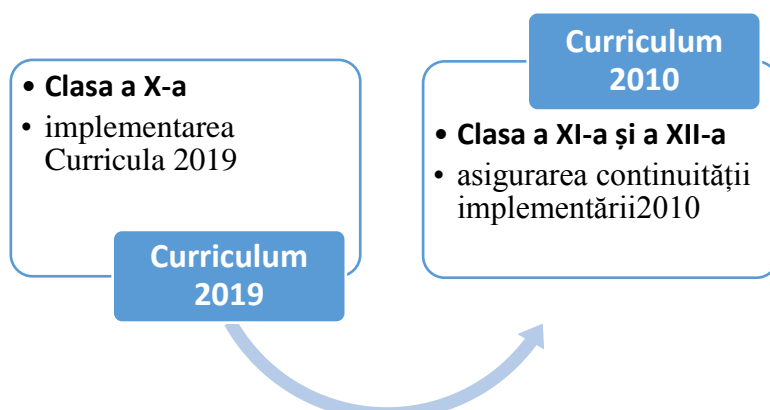 • Clasa a X-a
• implementarea
Curricula 2019
Curriculum
2019
Curriculum
2010
• Clasa a XI-a și a XII-a
• asigurarea continuității
implementării2010